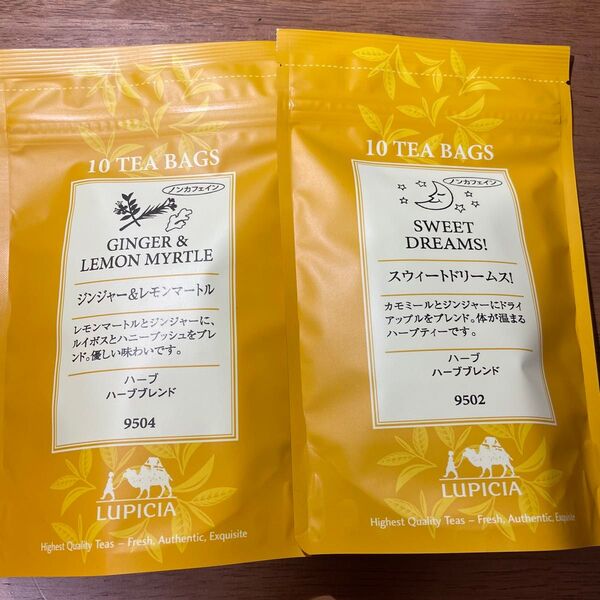 10 TEA BAGS
ノンカフェイン
GINGER &
LEMON MYRTLE
ジンジャー&レモンマートル
レモンマートルとジンジャーに、
ルイボスとハニーブッシュをブレ
ンド。優しい味わいです。
ハーブ
ハーブブレンド
9504
LUPICIA
Highest Quality Teas – Fresh, Authentic, Exquisite
10 TEA BAGS
ノンカフェイン
SWEET
DREAMS!
スウィートドリームス!
カモミールとジンジャーにドライ
アップルをブレンド。体が温まる
ハーブティーです。
ハーブ
ハーブブレンド
9502
LUPICIA
Highest Quality Teas – Fresh, Authentic, Exquisite